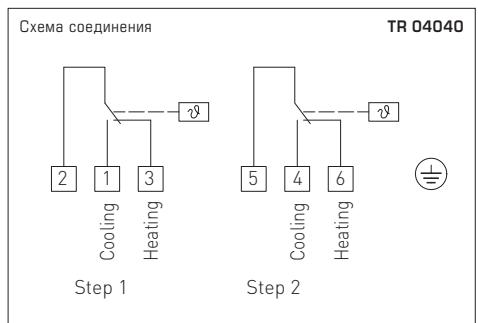 Схема соединения TR 04040
ϑ ϑ
2 1 3 5 4 6
Cooling Heating Cooling Heating
Step 1 Step 2